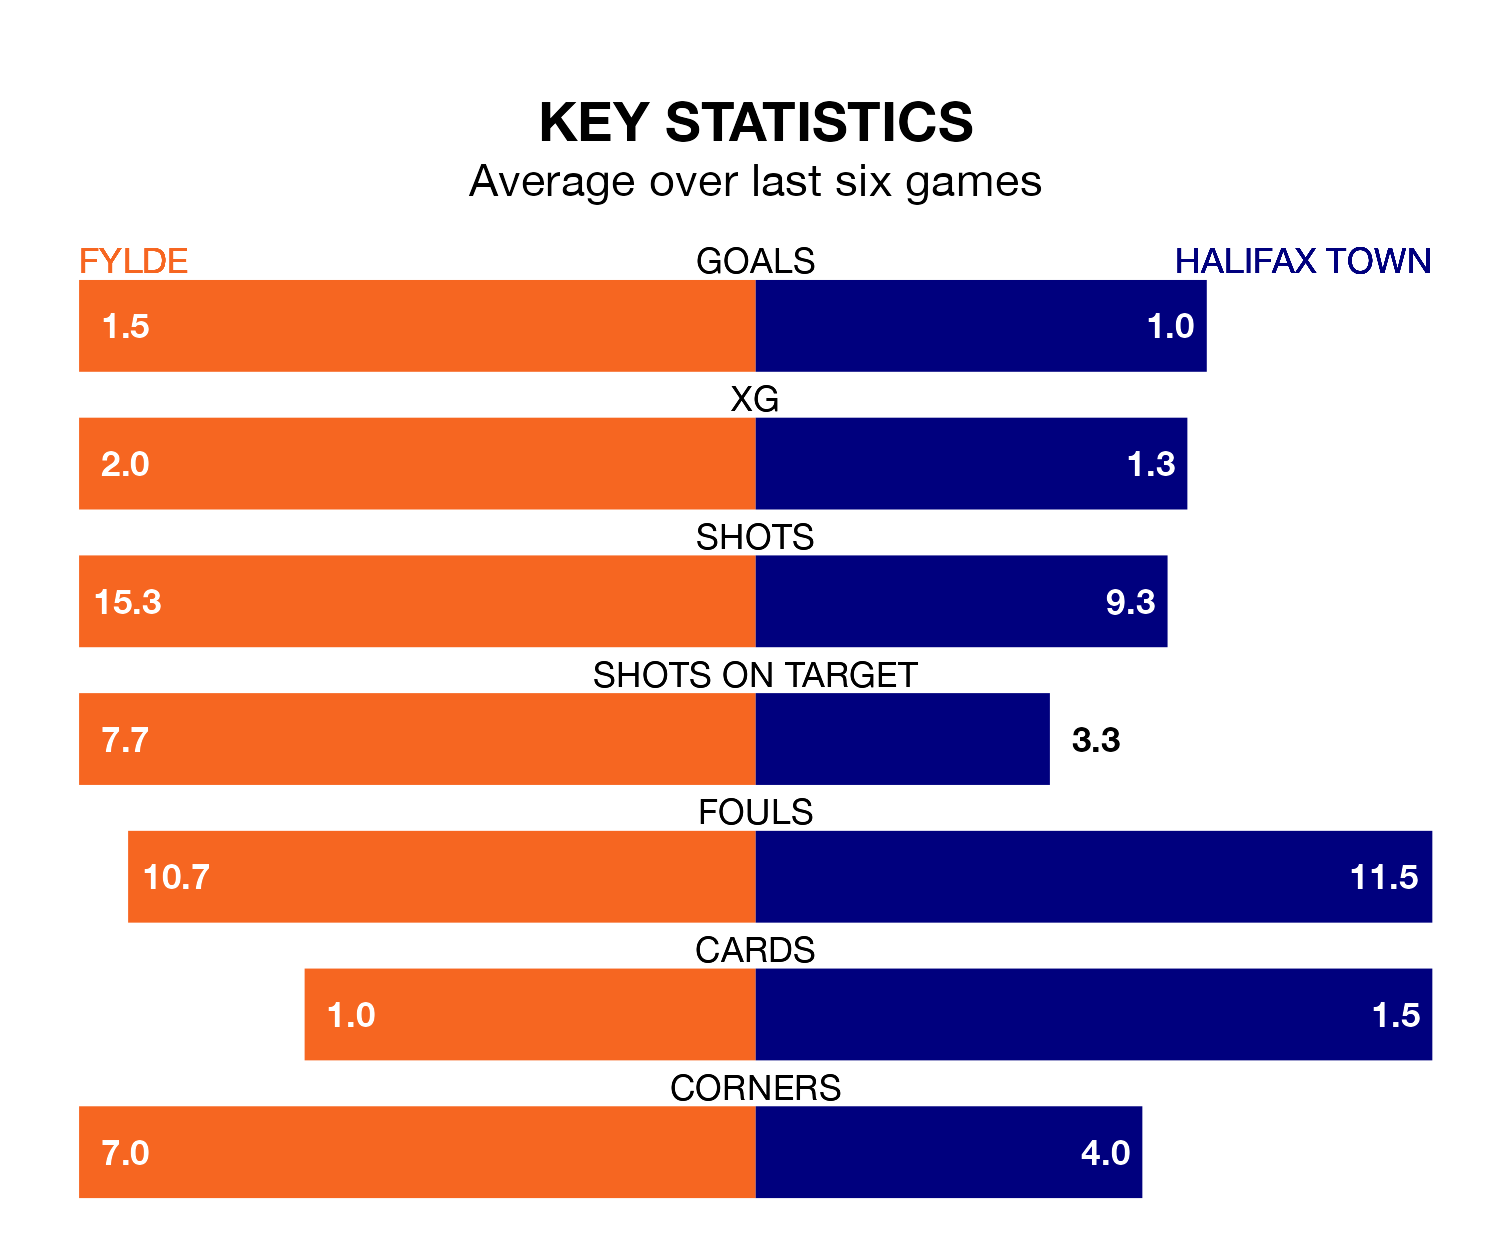 KEY STATISTICS
Average over last six games
FYLDE GOALS HALIFAX TOWN
1.5 1.0
XG
2.0 1.3
SHOTS
15.3 9.3
SHOTS ON TARGET
7.7 3.3
FOULS
10.7 11.5
CARDS
1.0 1.5
CORNERS
7.0 4.0